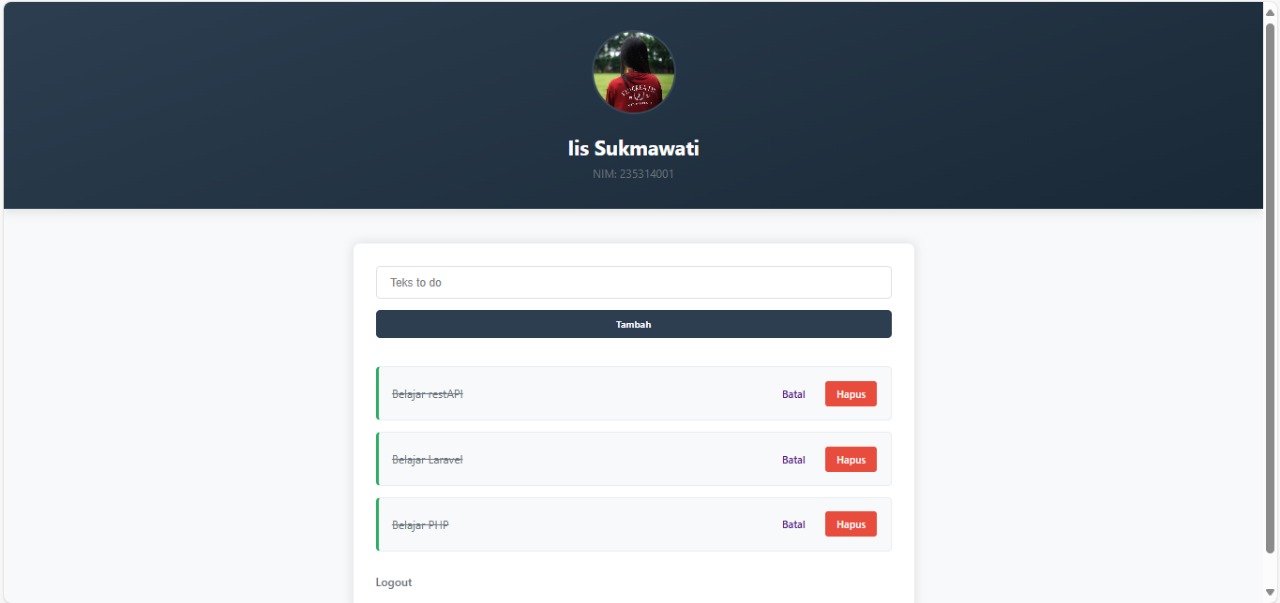 Iis Sukmawati
NIM: 235314001
Teks to do
Tambah
Belajar restAPI Batal Hapus
Belajar Laravel Batal Hapus
Belajar PHP Batal Hapus
Logout